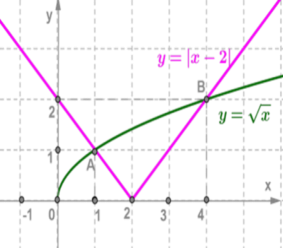 y
y = |x − 2|
B
2
y = √x
1
A
x
-1 0 1 2 3 4